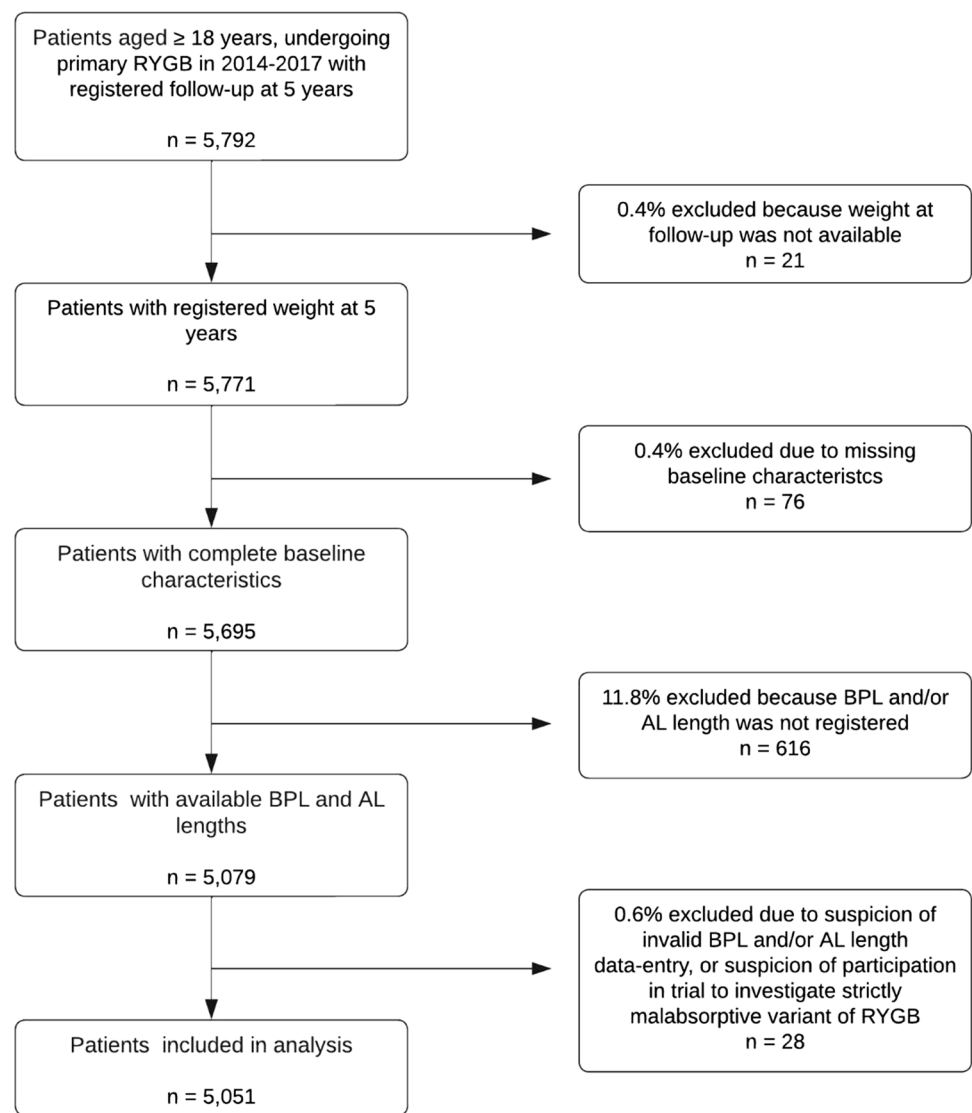 Patients aged ≥ 18 years, undergoing
primary RYGB in 2014-2017 with
registered follow-up at 5 years
n = 5,792
0.4% excluded because weight at
follow-up was not available
n = 21
Patients with registered weight at 5
years
n = 5,771
0.4% excluded due to missing
baseline characteristcs
n = 76
Patients with complete baseline
characteristics
n = 5,695
11.8% excluded because BPL and/or
AL length was not registered
n = 616
Patients with available BPL and AL
lengths
n = 5,079
0.6% excluded due to suspicion of
invalid BPL and/or AL length
data-entry, or suspicion of participation
in trial to investigate strictly
malabsorptive variant of RYGB
n = 28
Patients included in analysis
n = 5,051